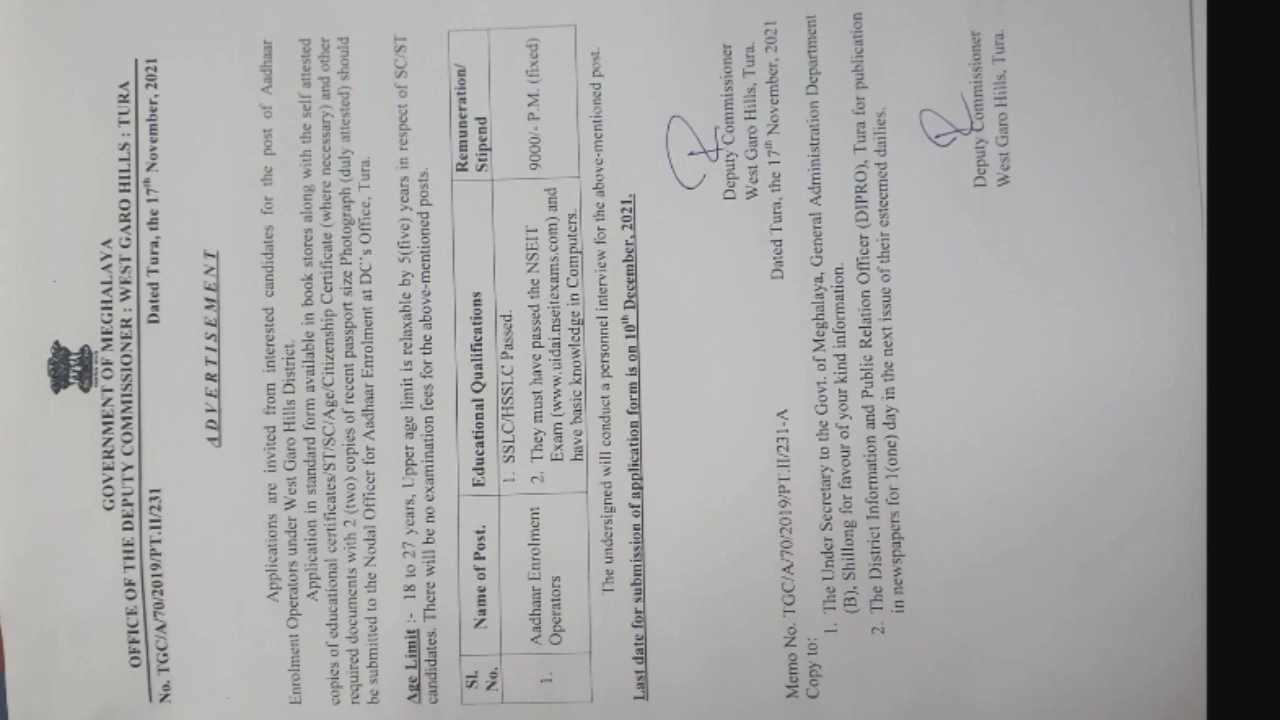 GOVERNMENT OF MEGHALAYA
OFFICE OF THE DEPUTY COMMISSIONER : WEST GARO HILLS : TURA
No. TGC/A/70/2019/PT.II/231 Dated Tura, the 17th November, 2021
ADVERTISEMENT
Applications are invited from interested candidates for the post of Aadhaar
Enrolment Operators under West Garo Hills District.
Application in standard form available in book stores along with the self attested
copies of educational certificates/ST/SC/Age/Citizenship Certificate (where necessary) and other
required documents with 2 (two) copies of recent passport size Photograph (duly attested) should
be submitted to the Nodal Officer for Aadhaar Enrolment at DC's Office, Tura.
Age Limit :- 18 to 27 years, Upper age limit is relaxable by 5(five) years in respect of SC/ST
candidates. There will be no examination fees for the above-mentioned posts.
Sl. No. Name of Post. Educational Qualifications Remuneration/ Stipend
1. Aadhaar Enrolment Operators 1. SSLC/HSSLC Passed. 9000/- P.M. (fixed)
2. They must have passed the NSEIT
Exam (www.uidai.nseitexams.com) and
have basic knowledge in Computers.
The undersigned will conduct a personnel interview for the above-mentioned post.
Last date for submission of application form is on 10th December, 2021.
Deputy Commissioner
West Garo Hills, Tura.
Memo No. TGC/A/70/2019/PT.II/231-A Dated Tura, the 17th November, 2021
Copy to:
1. The Under Secretary to the Govt. of Meghalaya, General Administration Department
(B), Shillong for favour of your kind information.
2. The District Information and Public Relation Officer (DIPRO), Tura for publication
in newspapers for 1(one) day in the next issue of their esteemed dailies.
Deputy Commissioner
West Garo Hills, Tura.